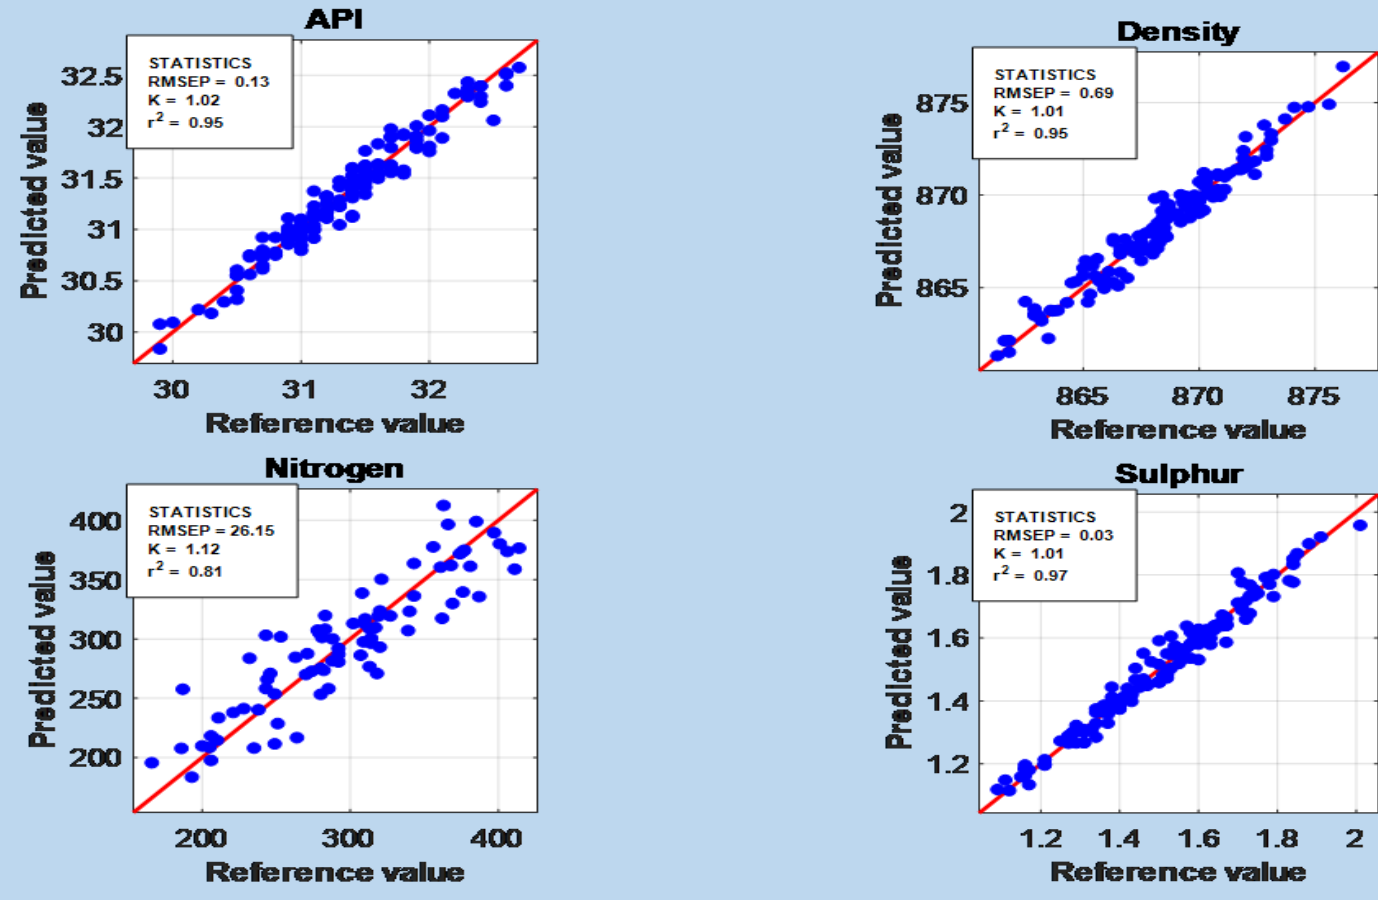 API
STATISTICS
RMSEP = 0.13
K = 1.02
r² = 0.95
32.5
32
31.5
31
30.5
30
Predicted value
30 31 32
Reference value
Density
STATISTICS
RMSEP = 0.69
K = 1.01
r² = 0.95
875
870
865
Predicted value
865 870 875
Reference value
Nitrogen
STATISTICS
RMSEP = 26.15
K = 1.12
r² = 0.81
400
350
300
250
200
Predicted value
200 300 400
Reference value
Sulphur
STATISTICS
RMSEP = 0.03
K = 1.01
r² = 0.97
2
1.8
1.6
1.4
1.2
Predicted value
1.2 1.4 1.6 1.8 2
Reference value